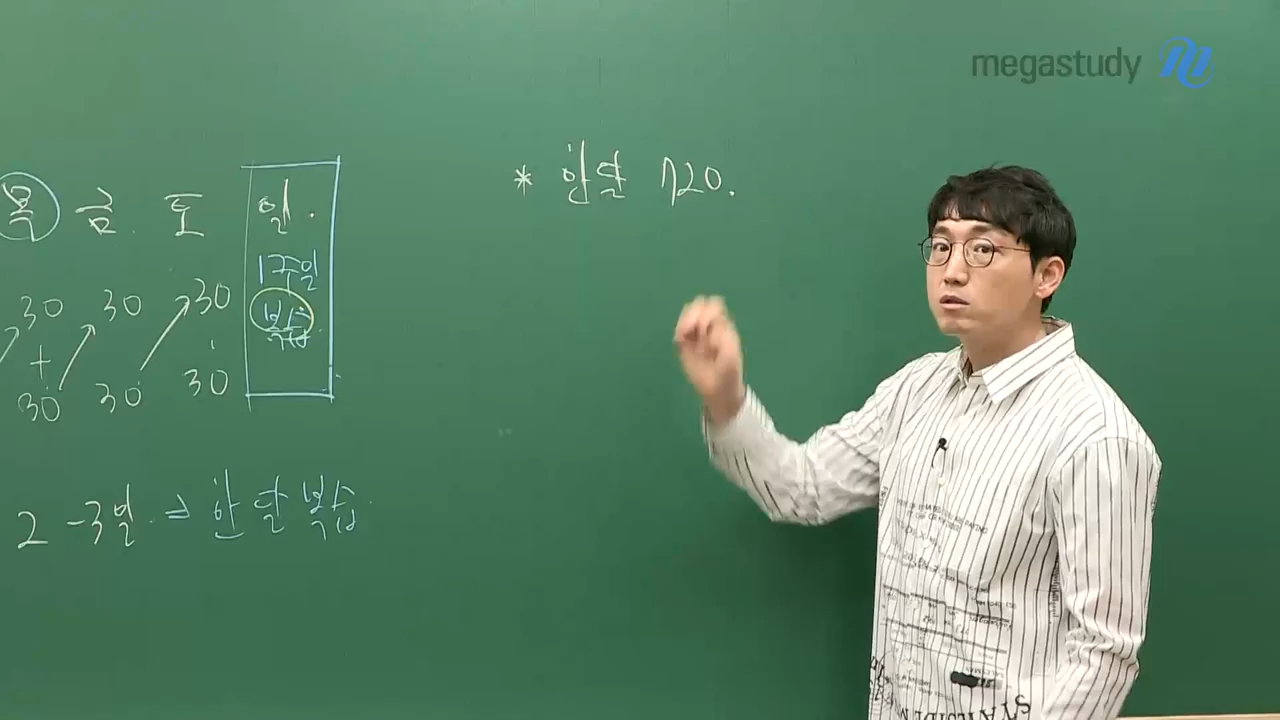 megastudy
* 한달 720.
목 금. 토 일.
1주일
복습
30 30 30
+
30 30 30
2-3일. ⇒ 한달 복습.